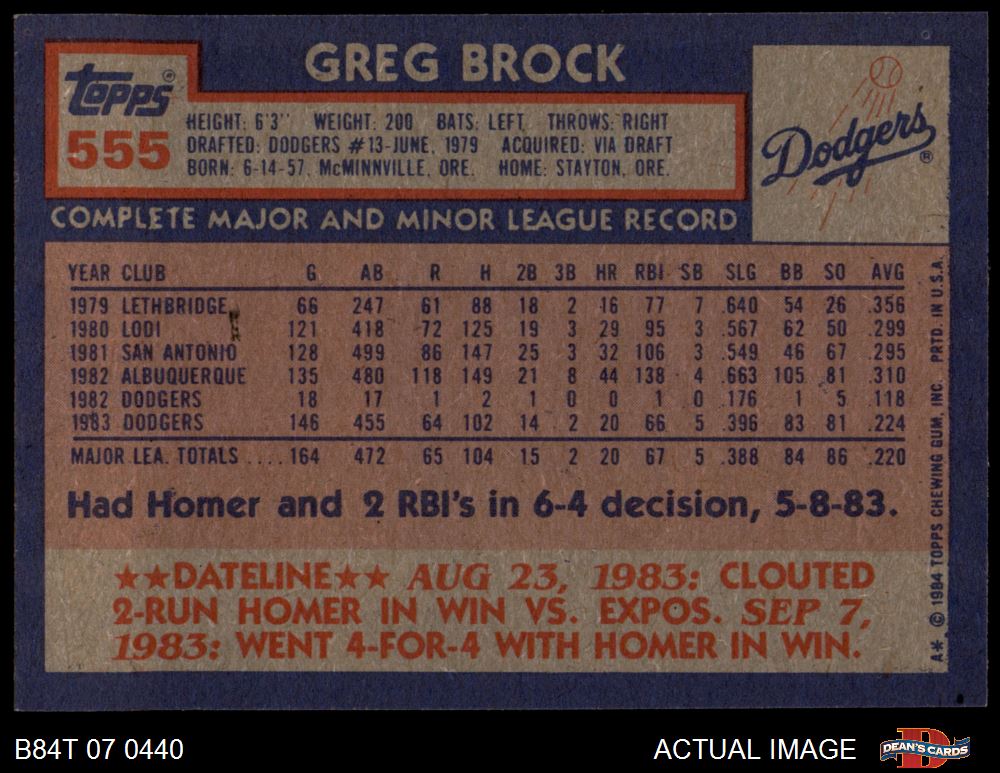 GREG BROCK
Topps ®
555
HEIGHT: 6'3" WEIGHT: 200 BATS: LEFT THROWS: RIGHT
DRAFTED: DODGERS #13-JUNE, 1979 ACQUIRED: VIA DRAFT
BORN: 6-14-57, McMINNVILLE, ORE. HOME: STAYTON, ORE.
Dodgers ®
COMPLETE MAJOR AND MINOR LEAGUE RECORD
YEAR CLUB G AB R H 2B 3B HR RBI SB SLG BB SO AVG
1979 LETHBRIDGE 66 247 61 88 18 2 16 77 7 .640 54 26 .356
1980 LODI 121 418 72 125 19 3 29 95 3 .567 62 50 .299
1981 SAN ANTONIO 128 499 86 147 25 3 32 106 3 .549 46 67 .295
1982 ALBUQUERQUE 135 480 118 149 21 8 44 138 4 .663 105 81 .310
1982 DODGERS 18 17 1 2 1 0 0 1 0 .176 1 5 .118
1983 DODGERS 146 455 64 102 14 2 20 66 5 .396 83 81 .224
MAJOR LEA. TOTALS .... 164 472 65 104 15 2 20 67 5 .388 84 86 .220
Had Homer and 2 RBI's in 6-4 decision, 5-8-83.
★★DATELINE★★ AUG 23, 1983: CLOUTED
2-RUN HOMER IN WIN VS. EXPOS. SEP 7,
1983: WENT 4-FOR-4 WITH HOMER IN WIN.
A*. © 1984 TOPPS CHEWING GUM, INC. PRTD. IN U.S.A.
B84T 07 0440
ACTUAL IMAGE
DEAN'S CARDS